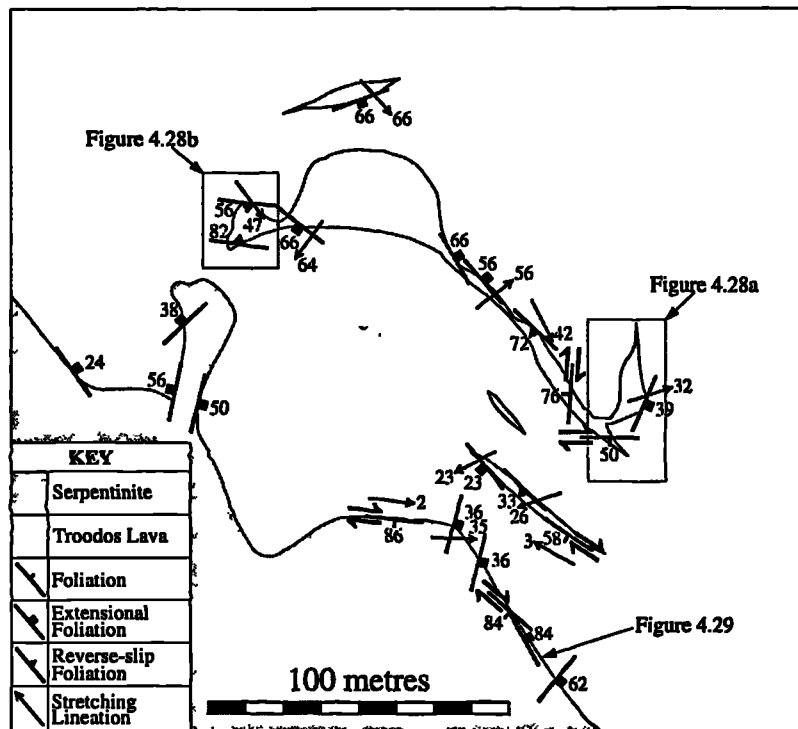 66
66
Figure 4.28b
56
47
82
66
64
66
56
56
Figure 4.28a
38
72
42
24
56
50
76
32
39
50
KEY
Serpentinite
Troodos Lava
Foliation
Extensional
Foliation
Reverse-slip
Foliation
Stretching
Lineation
23
23
33
26
2
86
36
35
36
3
58
84
84
Figure 4.29
62
100 metres